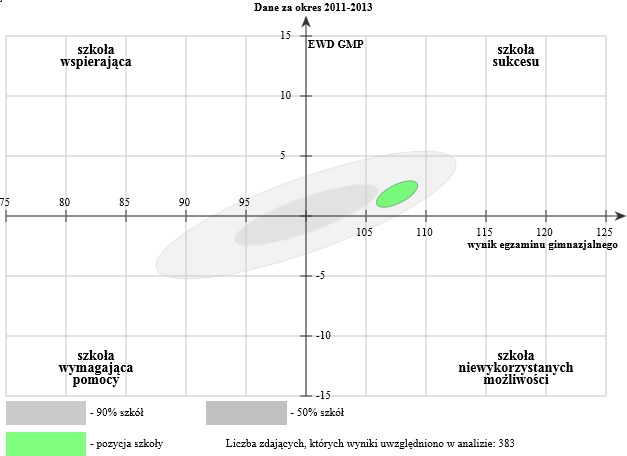 Dane za okres 2011-2013
15
EWD GMP
szkoła
wspierająca
szkoła
sukcesu
10
5
75 80 85 90 95
105 110 115 120 125
wynik egzaminu gimnazjalnego
-5
-10
szkoła
wymagająca
pomocy
szkoła
niewykorzystanych
możliwości
-15
- 90% szkół - 50% szkół
- pozycja szkoły Liczba zdających, których wyniki uwzględniono w analizie: 383